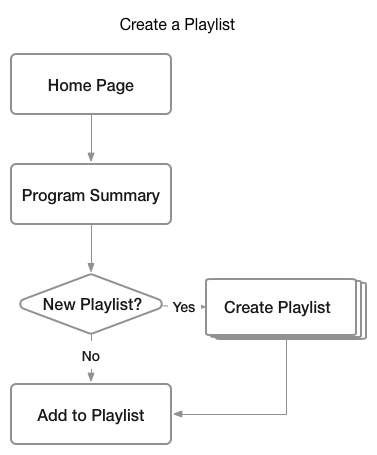 Create a Playlist
Home Page
Program Summary
New Playlist?
Yes
Create Playlist
No
Add to Playlist